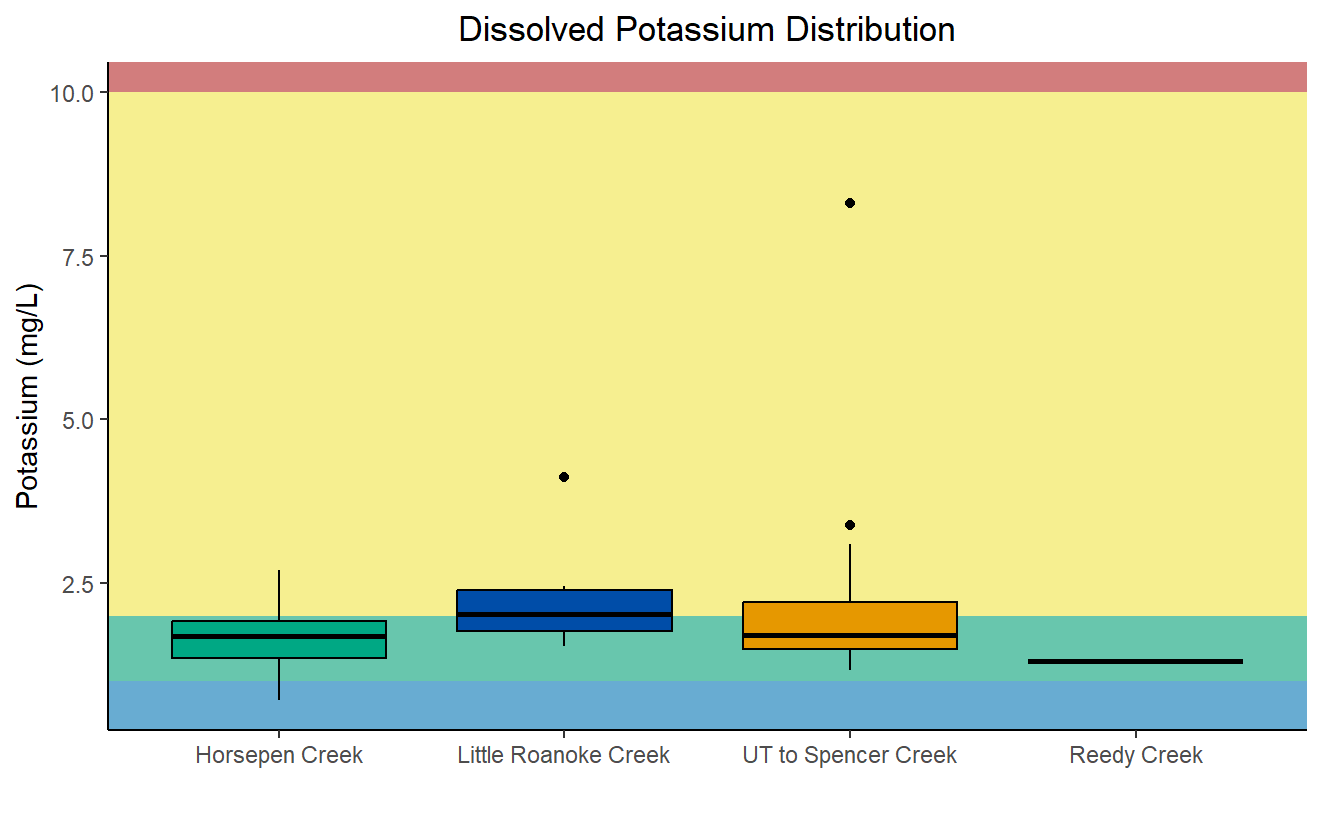 Dissolved Potassium Distribution
Potassium (mg/L)
10.0
7.5
5.0
2.5
Horsepen Creek
Little Roanoke Creek
UT to Spencer Creek
Reedy Creek